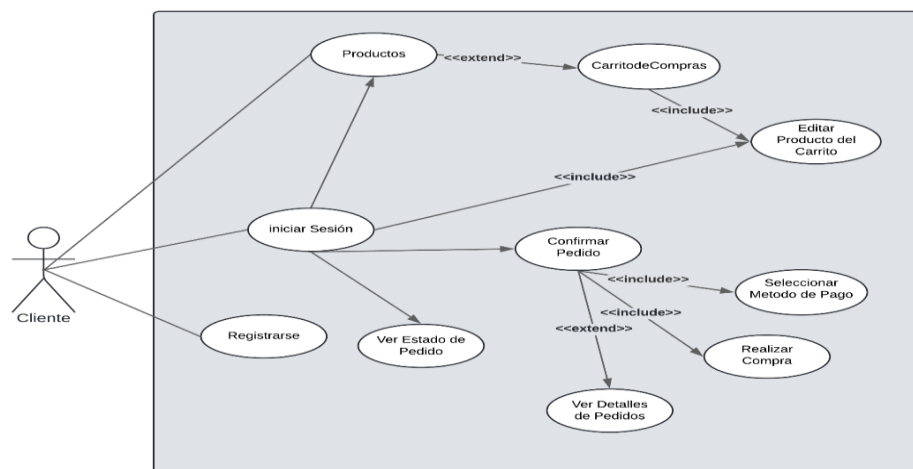 Productos
<<extend>>
CarritodeCompras
<<include>>
Editar
Producto del
Carrito
<<include>>
iniciar Sesión
Confirmar
Pedido
<<include>>
Seleccionar
Metodo de Pago
Cliente
Registrarse
Ver Estado de
Pedido
<<include>>
<<extend>>
Realizar
Compra
Ver Detalles
de Pedidos